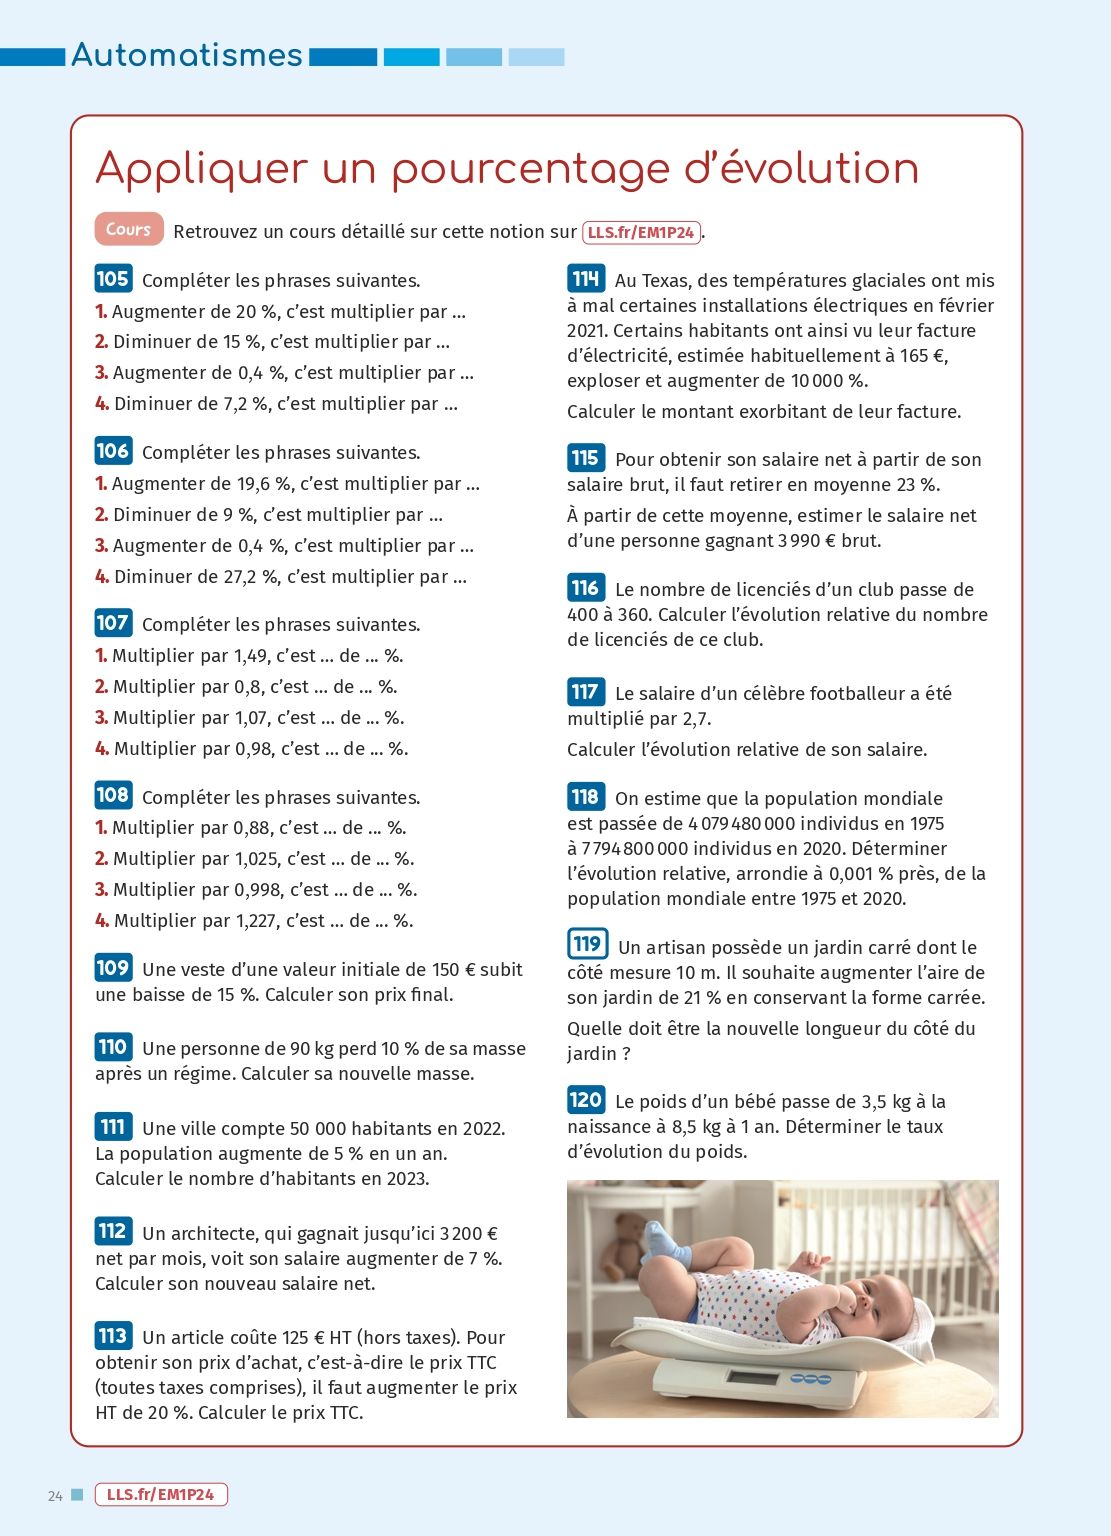 Automatismes
Appliquer un pourcentage d'évolution
Cours Retrouvez un cours détaillé sur cette notion sur LLS.fr/EM1P24.
105 Compléter les phrases suivantes.
1. Augmenter de 20 %, c'est multiplier par ...
2. Diminuer de 15 %, c'est multiplier par ...
3. Augmenter de 0,4 %, c'est multiplier par ...
4. Diminuer de 7,2 %, c'est multiplier par ...
106 Compléter les phrases suivantes.
1. Augmenter de 19,6 %, c'est multiplier par ...
2. Diminuer de 9 %, c'est multiplier par ...
3. Augmenter de 0,4 %, c'est multiplier par ...
4. Diminuer de 27,2 %, c'est multiplier par ...
107 Compléter les phrases suivantes.
1. Multiplier par 1,49, c'est ... de ... %.
2. Multiplier par 0,8, c'est ... de ... %.
3. Multiplier par 1,07, c'est ... de ... %.
4. Multiplier par 0,98, c'est ... de ... %.
108 Compléter les phrases suivantes.
1. Multiplier par 0,88, c'est ... de ... %.
2. Multiplier par 1,025, c'est ... de ... %.
3. Multiplier par 0,998, c'est ... de ... %.
4. Multiplier par 1,227, c'est ... de ... %.
109 Une veste d'une valeur initiale de 150 € subit
une baisse de 15 %. Calculer son prix final.
110 Une personne de 90 kg perd 10 % de sa masse
après un régime. Calculer sa nouvelle masse.
111 Une ville compte 50 000 habitants en 2022.
La population augmente de 5 % en un an.
Calculer le nombre d'habitants en 2023.
112 Un architecte, qui gagnait jusqu'ici 3 200 €
net par mois, voit son salaire augmenter de 7 %.
Calculer son nouveau salaire net.
113 Un article coûte 125 € HT (hors taxes). Pour
obtenir son prix d'achat, c'est-à-dire le prix TTC
(toutes taxes comprises), il faut augmenter le prix
HT de 20 %. Calculer le prix TTC.
114 Au Texas, des températures glaciales ont mis
à mal certaines installations électriques en février
2021. Certains habitants ont ainsi vu leur facture
d'électricité, estimée habituellement à 165 €,
exploser et augmenter de 10 000 %.
Calculer le montant exorbitant de leur facture.
115 Pour obtenir son salaire net à partir de son
salaire brut, il faut retirer en moyenne 23 %.
À partir de cette moyenne, estimer le salaire net
d'une personne gagnant 3 990 € brut.
116 Le nombre de licenciés d'un club passe de
400 à 360. Calculer l'évolution relative du nombre
de licenciés de ce club.
117 Le salaire d'un célèbre footballeur a été
multiplié par 2,7.
Calculer l'évolution relative de son salaire.
118 On estime que la population mondiale
est passée de 4 079 480 000 individus en 1975
à 7 794 800 000 individus en 2020. Déterminer
l'évolution relative, arrondie à 0,001 % près, de la
population mondiale entre 1975 et 2020.
119 Un artisan possède un jardin carré dont le
côté mesure 10 m. Il souhaite augmenter l'aire de
son jardin de 21 % en conservant la forme carrée.
Quelle doit être la nouvelle longueur du côté du
jardin ?
120 Le poids d'un bébé passe de 3,5 kg à la
naissance à 8,5 kg à 1 an. Déterminer le taux
d'évolution du poids.
24 LLS.fr/EM1P24